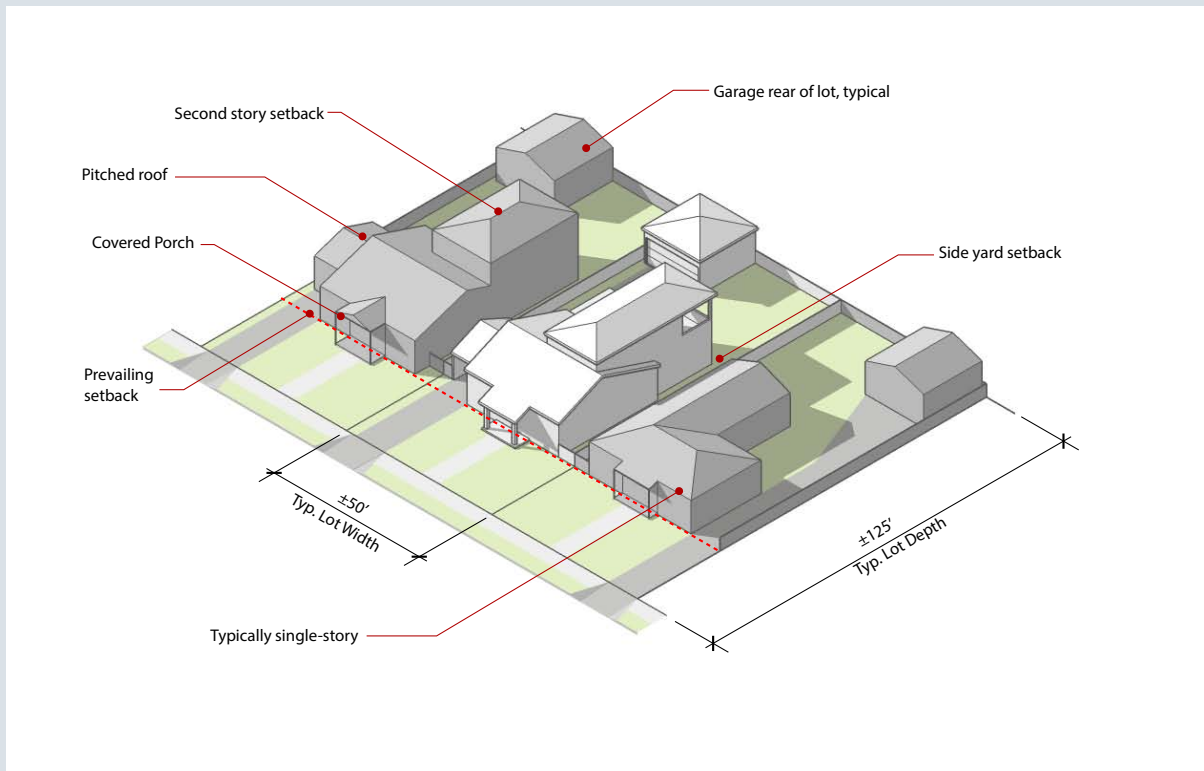 Garage rear of lot, typical
Second story setback
Pitched roof
Covered Porch
Side yard setback
Prevailing
setback
±50’
Typ. Lot Width
±125’
Typ. Lot Depth
Typically single-story